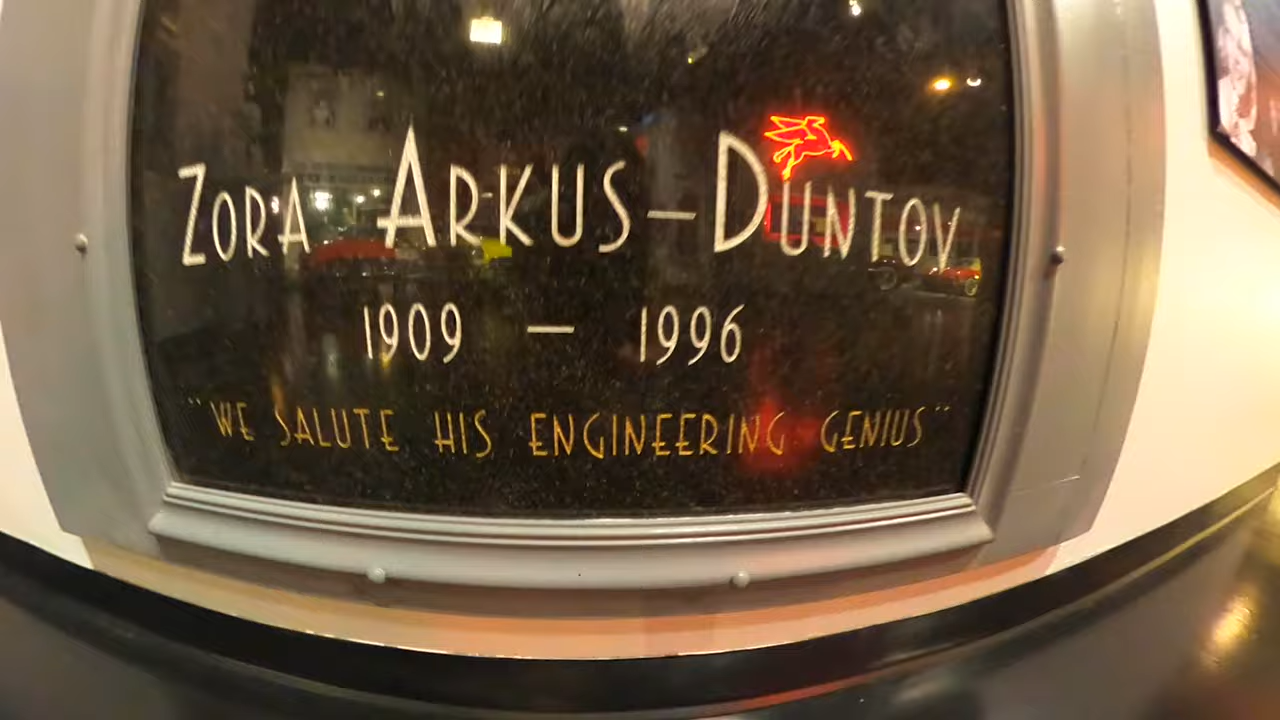 ZORA ARKUS-DUNTOV
1909 — 1996
"WE SALUTE HIS ENGINEERING GENIUS"